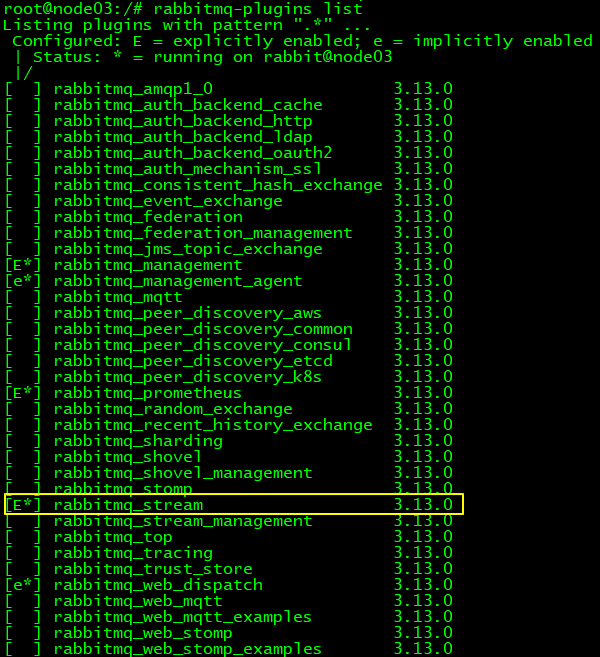 root@node03:/# rabbitmq-plugins list
Listing plugins with pattern ".*" ...
 Configured: E = explicitly enabled; e = implicitly enabled
 | Status: * = running on rabbit@node03
 |/
[  ] rabbitmq_amqp1_0                  3.13.0
[  ] rabbitmq_auth_backend_cache       3.13.0
[  ] rabbitmq_auth_backend_http        3.13.0
[  ] rabbitmq_auth_backend_ldap        3.13.0
[  ] rabbitmq_auth_backend_oauth2      3.13.0
[  ] rabbitmq_auth_mechanism_ssl       3.13.0
[  ] rabbitmq_consistent_hash_exchange 3.13.0
[  ] rabbitmq_event_exchange           3.13.0
[  ] rabbitmq_federation               3.13.0
[  ] rabbitmq_federation_management    3.13.0
[  ] rabbitmq_jms_topic_exchange       3.13.0
[E*] rabbitmq_management               3.13.0
[e*] rabbitmq_management_agent         3.13.0
[  ] rabbitmq_mqtt                     3.13.0
[  ] rabbitmq_peer_discovery_aws       3.13.0
[  ] rabbitmq_peer_discovery_common    3.13.0
[  ] rabbitmq_peer_discovery_consul    3.13.0
[  ] rabbitmq_peer_discovery_etcd      3.13.0
[  ] rabbitmq_peer_discovery_k8s       3.13.0
[E*] rabbitmq_prometheus               3.13.0
[  ] rabbitmq_random_exchange          3.13.0
[  ] rabbitmq_recent_history_exchange  3.13.0
[  ] rabbitmq_sharding                 3.13.0
[  ] rabbitmq_shovel                   3.13.0
[  ] rabbitmq_shovel_management        3.13.0
[  ] rabbitmq_stomp                    3.13.0
[E*] rabbitmq_stream                   3.13.0
[  ] rabbitmq_stream_management        3.13.0
[  ] rabbitmq_top                      3.13.0
[  ] rabbitmq_tracing                  3.13.0
[  ] rabbitmq_trust_store              3.13.0
[e*] rabbitmq_web_dispatch             3.13.0
[  ] rabbitmq_web_mqtt                 3.13.0
[  ] rabbitmq_web_mqtt_examples        3.13.0
[  ] rabbitmq_web_stomp                3.13.0
[  ] rabbitmq_web_stomp_examples       3.13.0